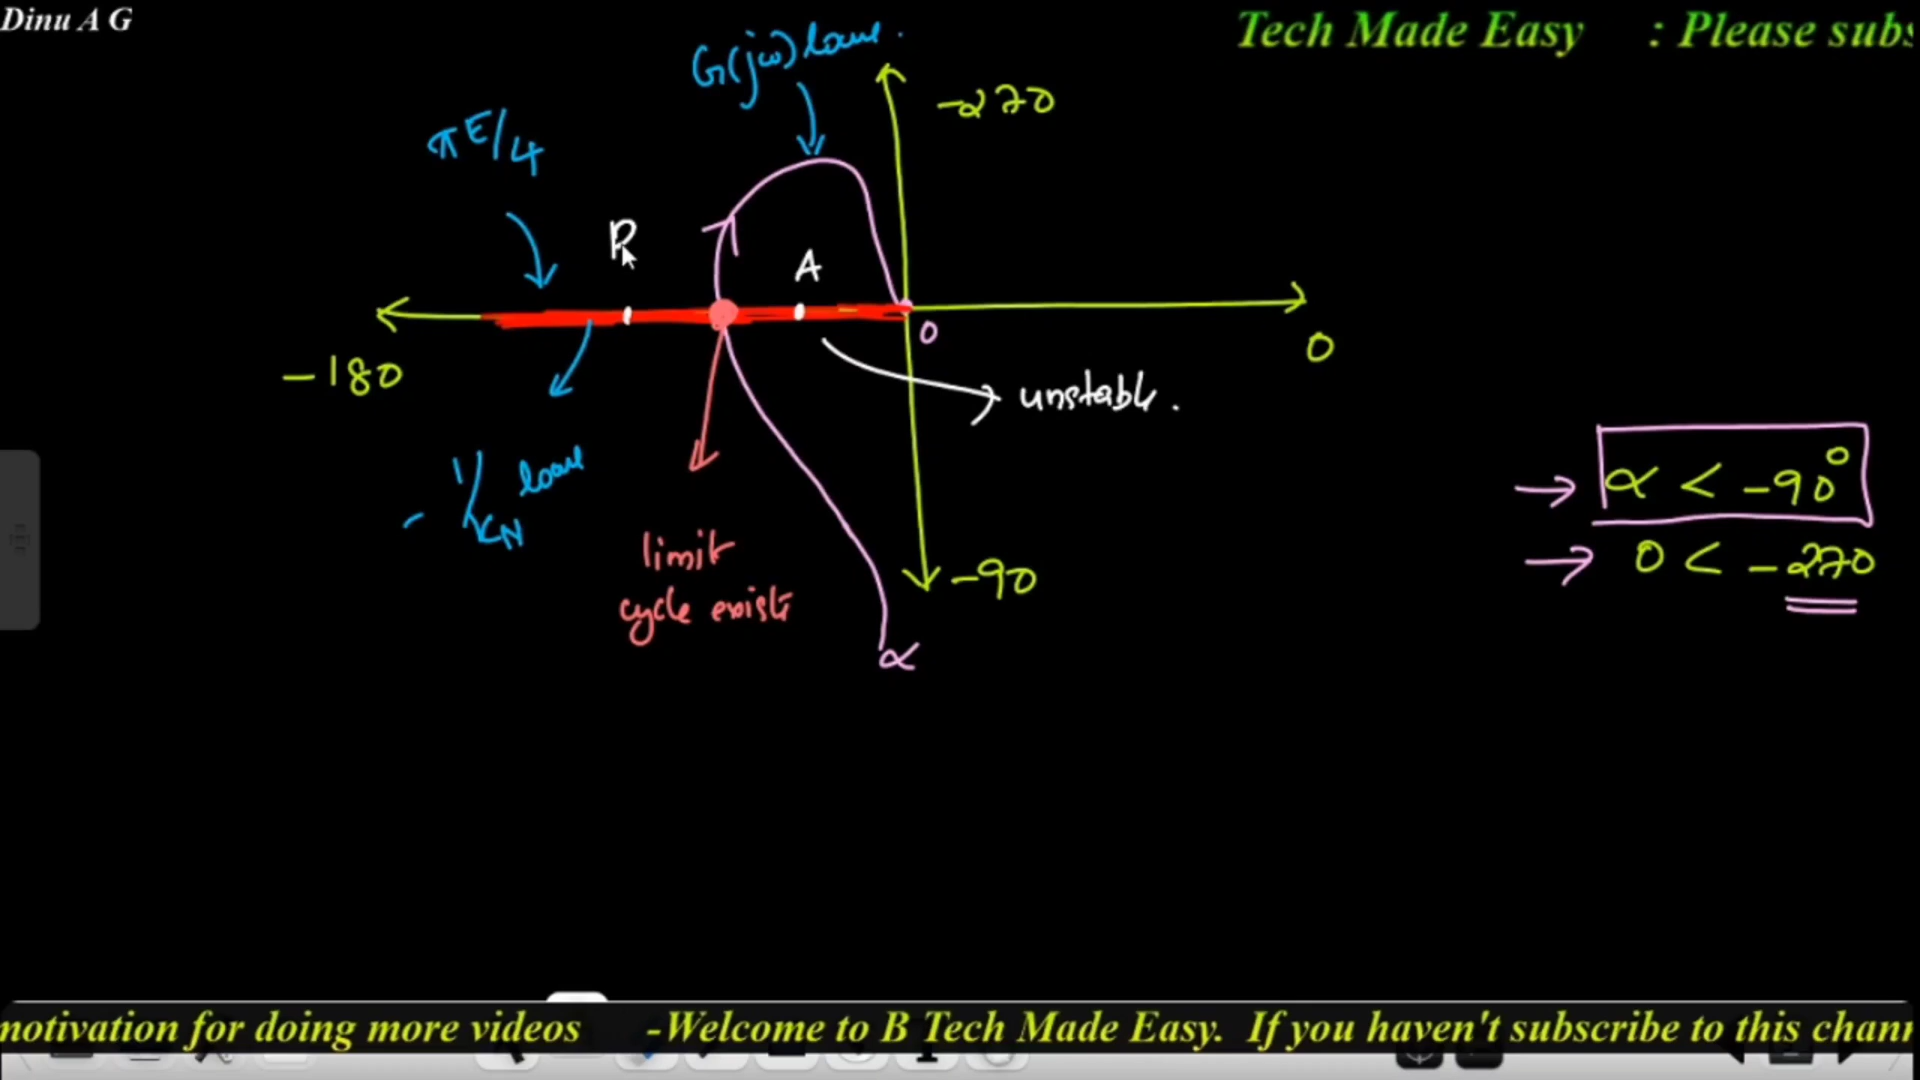 Dinu A G
Tech Made Easy : Please subs
G(jω) locus.
-270
πE/4
B
A
0
-180
0
unstable.
- 1/KN locus
∝ < -90°
limit
cycle exists
-90
0 < -270
∝
motivation for doing more videos -Welcome to B Tech Made Easy. If you haven't subscribe to this chann